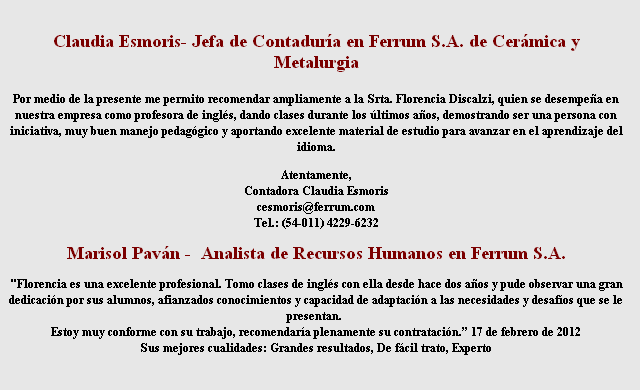 Claudia Esmoris- Jefa de Contaduría en Ferrum S.A. de Cerámica y
Metalurgia
Por medio de la presente me permito recomendar ampliamente a la Srta. Florencia Discalzi, quien se desempeña en
nuestra empresa como profesora de inglés, dando clases durante los últimos años, demostrando ser una persona con
iniciativa, muy buen manejo pedagógico y aportando excelente material de estudio para avanzar en el aprendizaje del
idioma.
Atentamente,
Contadora Claudia Esmoris
cesmoris@ferrum.com
Tel.: (54-011) 4229-6232
Marisol Paván - Analista de Recursos Humanos en Ferrum S.A.
"Florencia es una excelente profesional. Tomo clases de inglés con ella desde hace dos años y pude observar una gran
dedicación por sus alumnos, afianzados conocimientos y capacidad de adaptación a las necesidades y desafíos que se le
presentan.
Estoy muy conforme con su trabajo, recomendaría plenamente su contratación.” 17 de febrero de 2012
Sus mejores cualidades: Grandes resultados, De fácil trato, Experto